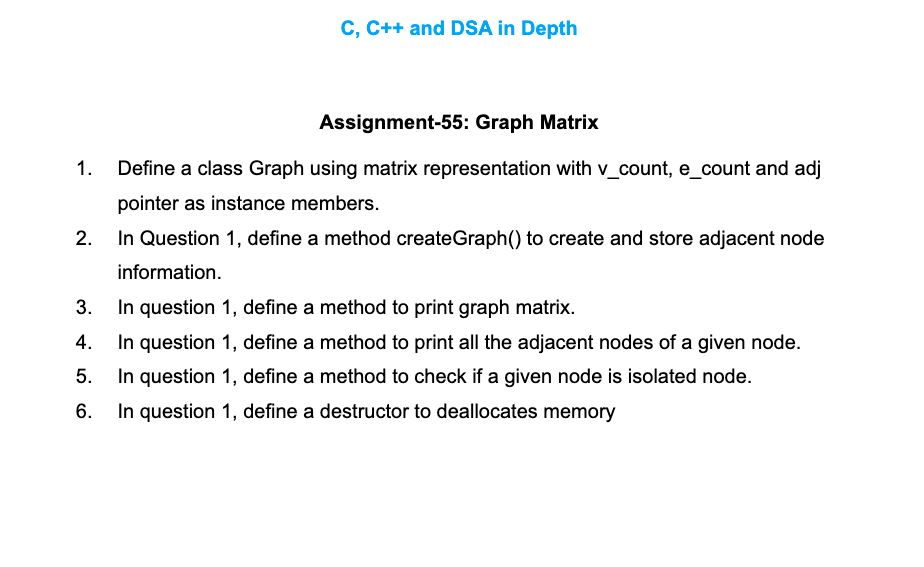 C, C++ and DSA in Depth
Assignment-55: Graph Matrix
1. Define a class Graph using matrix representation with v_count, e_count and adj
pointer as instance members.
2. In Question 1, define a method createGraph() to create and store adjacent node
information.
3. In question 1, define a method to print graph matrix.
4. In question 1, define a method to print all the adjacent nodes of a given node.
5. In question 1, define a method to check if a given node is isolated node.
6. In question 1, define a destructor to deallocates memory